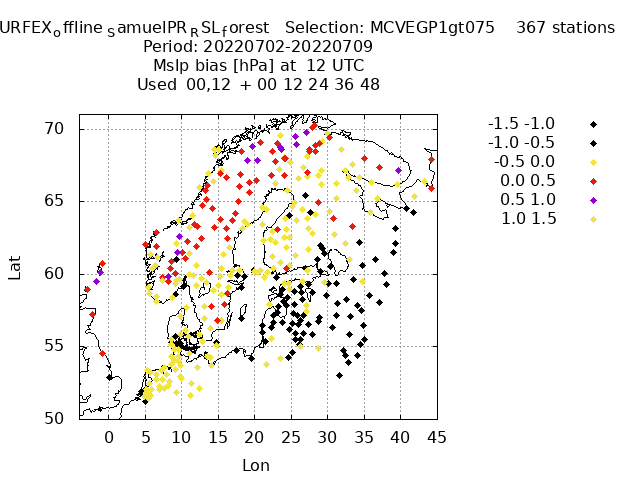 URFEXoffline SamuelPRRSLforest Selection: MCVEGP1gt075 367 stations
Period: 20220702-20220709
Mslp bias [hPa] at 12 UTC
Used 00,12 + 00 12 24 36 48
-1.5 -1.0
-1.0 -0.5
-0.5 0.0
0.0 0.5
0.5 1.0
1.0 1.5
70
65
60
55
50
Lat
0 5 10 15 20 25 30 35 40 45
Lon